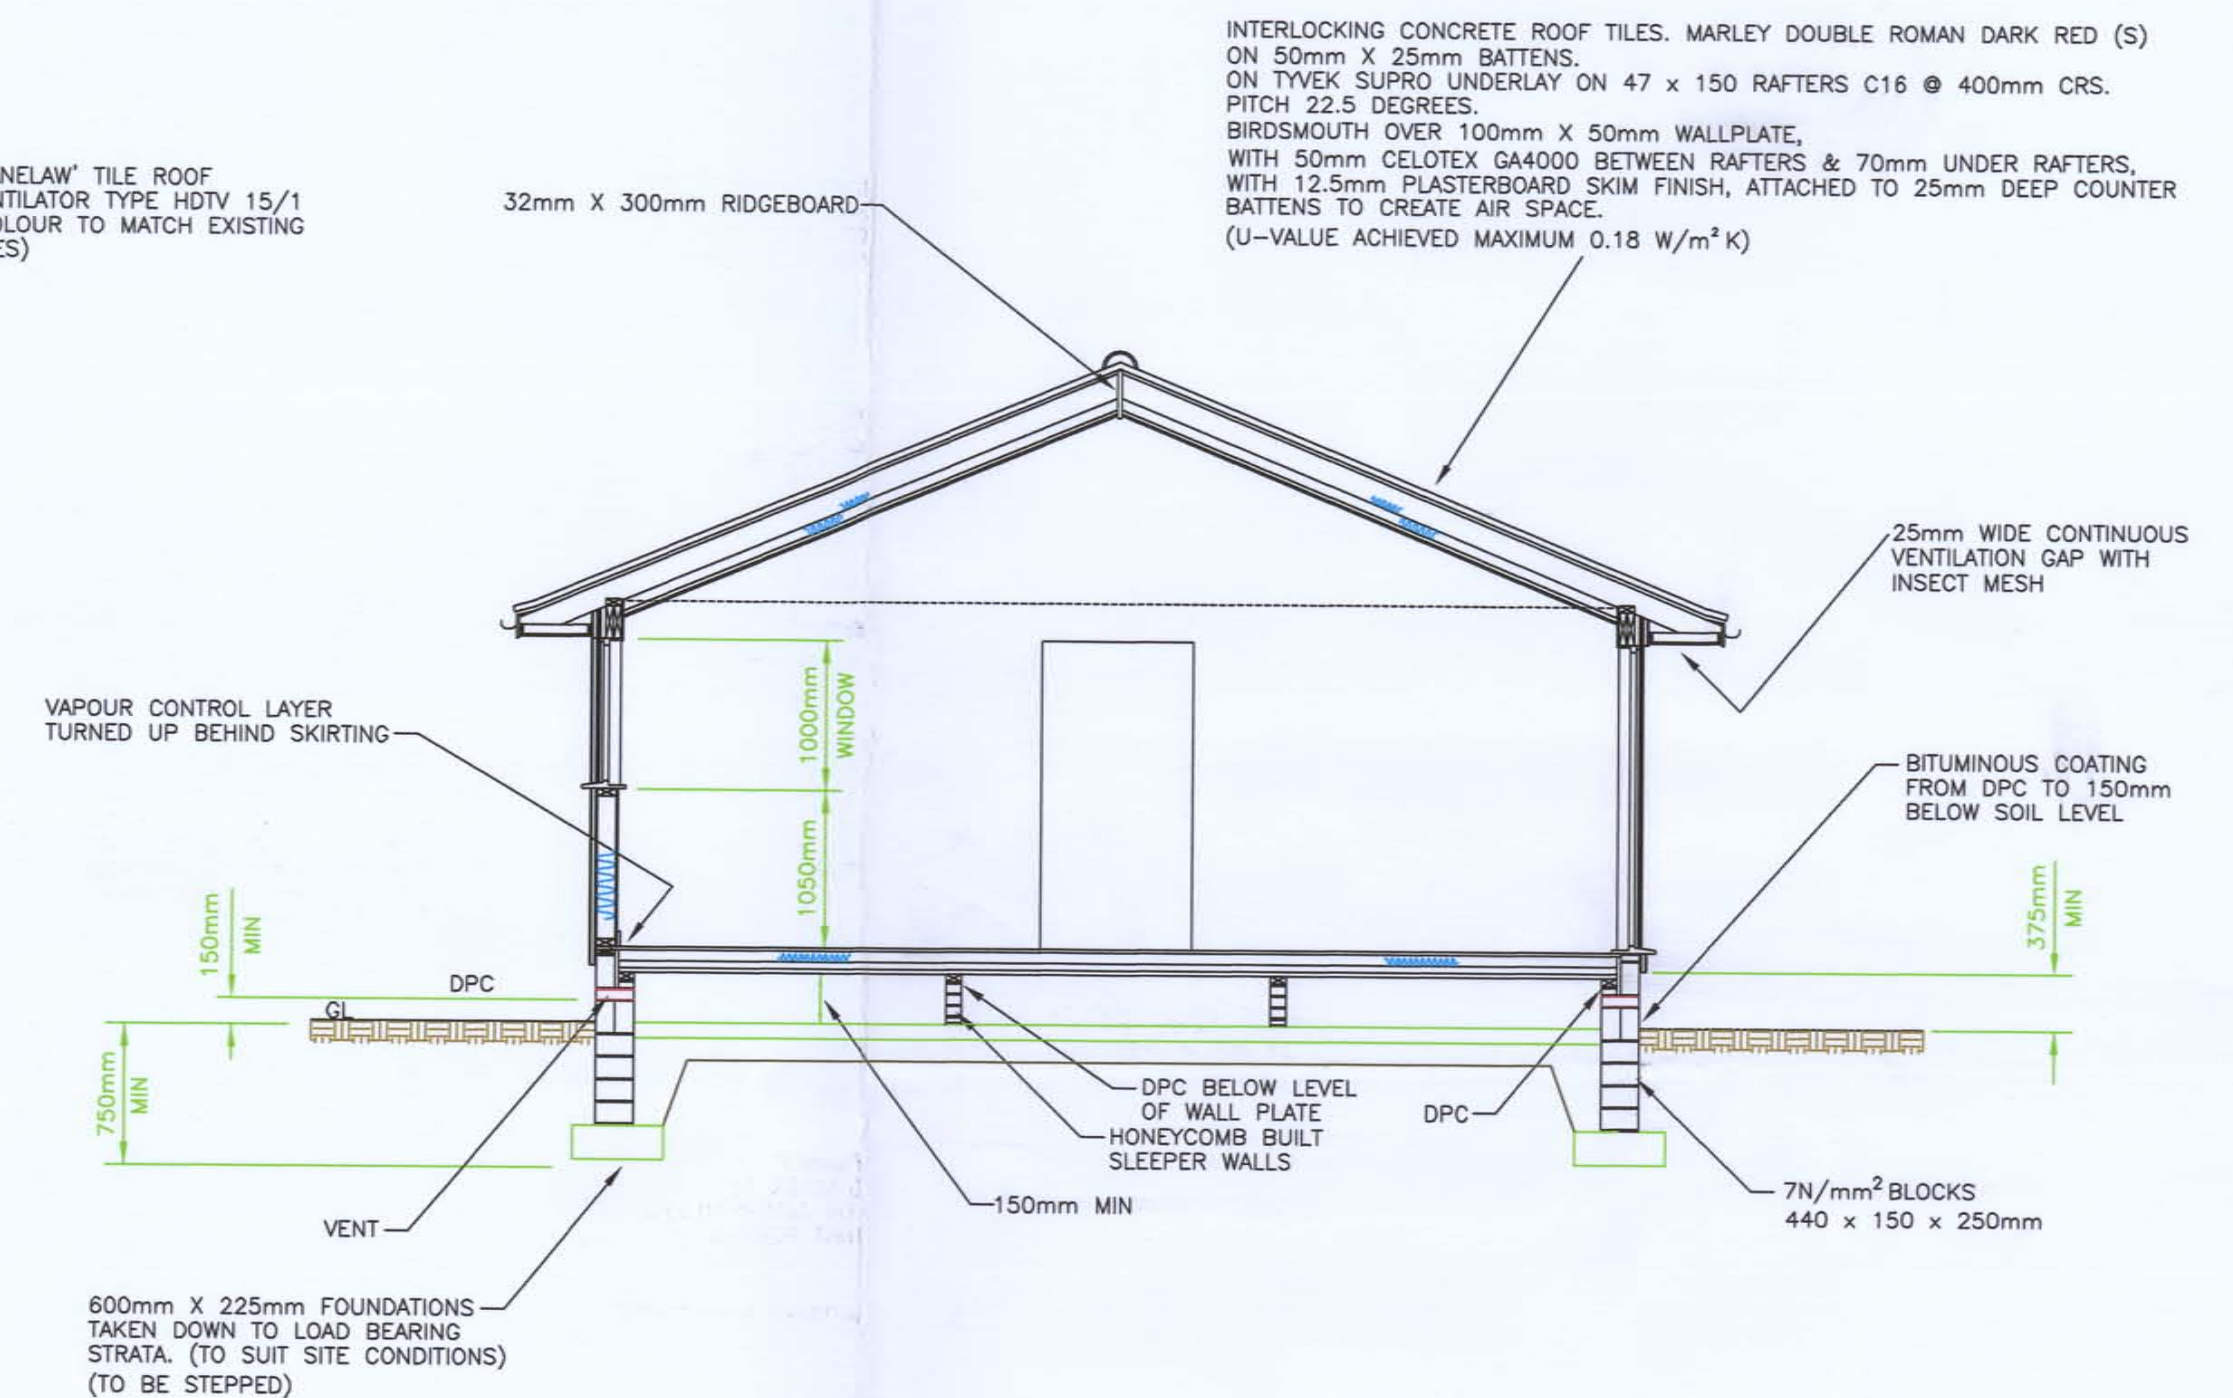 INTERLOCKING CONCRETE ROOF TILES. MARLEY DOUBLE ROMAN DARK RED (S)
ON 50mm X 25mm BATTENS.
ON TYVEK SUPRO UNDERLAY ON 47 x 150 RAFTERS C16 @ 400mm CRS.
PITCH 22.5 DEGREES.
BIRDSMOUTH OVER 100mm X 50mm WALLPLATE,
WITH 50mm CELOTEX GA4000 BETWEEN RAFTERS & 70mm UNDER RAFTERS,
WITH 12.5mm PLASTERBOARD SKIM FINISH, ATTACHED TO 25mm DEEP COUNTER
BATTENS TO CREATE AIR SPACE.
(U-VALUE ACHIEVED MAXIMUM 0.18 W/m² K)
NELAW' TILE ROOF
NTILATOR TYPE HDTV 15/1
OLOUR TO MATCH EXISTING
ES)
32mm X 300mm RIDGEBOARD
25mm WIDE CONTINUOUS
VENTILATION GAP WITH
INSECT MESH
VAPOUR CONTROL LAYER
TURNED UP BEHIND SKIRTING
1000mm
WINDOW
1050mm
BITUMINOUS COATING
FROM DPC TO 150mm
BELOW SOIL LEVEL
150mm
MIN
375mm
MIN
DPC
GL
750mm
MIN
DPC BELOW LEVEL
OF WALL PLATE
HONEYCOMB BUILT
SLEEPER WALLS
DPC
150mm MIN
7N/mm² BLOCKS
440 x 150 x 250mm
VENT
600mm X 225mm FOUNDATIONS
TAKEN DOWN TO LOAD BEARING
STRATA. (TO SUIT SITE CONDITIONS)
(TO BE STEPPED)